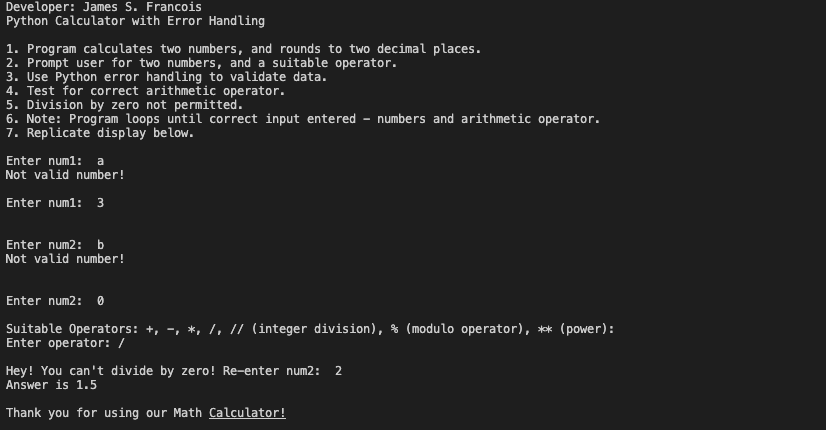 Developer: James S. Francois
Python Calculator with Error Handling
1. Program calculates two numbers, and rounds to two decimal places.
2. Prompt user for two numbers, and a suitable operator.
3. Use Python error handling to validate data.
4. Test for correct arithmetic operator.
5. Division by zero not permitted.
6. Note: Program loops until correct input entered - numbers and arithmetic operator.
7. Replicate display below.
Enter num1:  a
Not valid number!
Enter num1:  3
Enter num2:  b
Not valid number!
Enter num2:  0
Suitable Operators: +, -, *, /, // (integer division), % (modulo operator), ** (power):
Enter operator: /
Hey! You can't divide by zero! Re-enter num2:  2
Answer is 1.5
Thank you for using our Math Calculator!